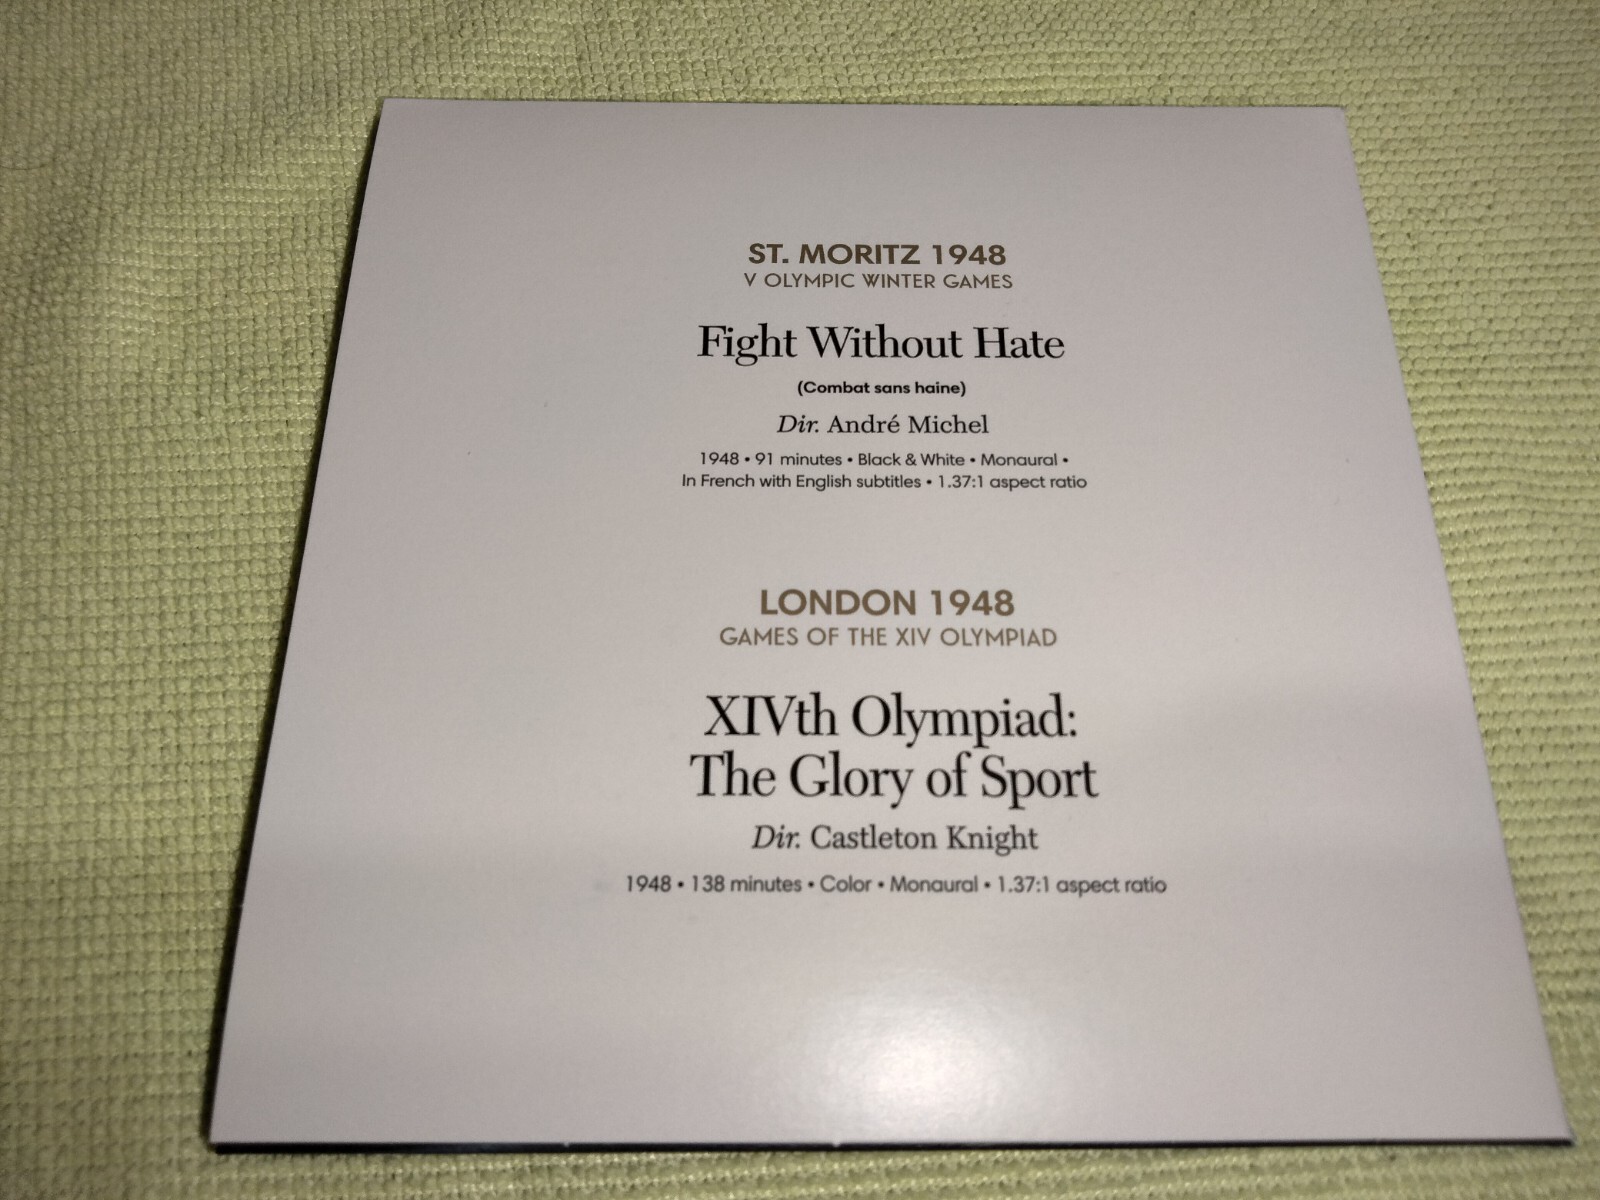 ST. MORITZ 1948
V OLYMPIC WINTER GAMES
Fight Without Hate
(Combat sans haine)
Dir. André Michel
1948 • 91 minutes • Black & White • Monaural •
In French with English subtitles • 1.37:1 aspect ratio
LONDON 1948
GAMES OF THE XIV OLYMPIAD
XIVth Olympiad:
The Glory of Sport
Dir. Castleton Knight
1948 • 138 minutes • Color • Monaural • 1.37:1 aspect ratio